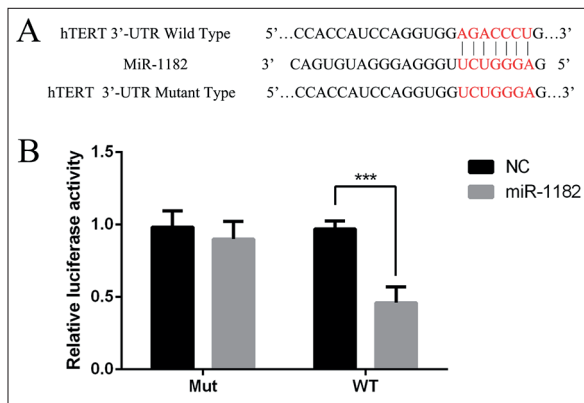 A
hTERT 3'-UTR Wild Type 5'...CCACCAUCCAGGUGGAGACCCUG...3'
MiR-1182 3' CAGUGUAGGGAGGGUUCUGGGAG 5'
hTERT 3'-UTR Mutant Type 5'...CCACCAUCCAGGUGGUCUGGGAG...3'
B
Relative luciferase activity
1.5
1.0
0.5
0.0
***
NC
miR-1182
Mut
WT